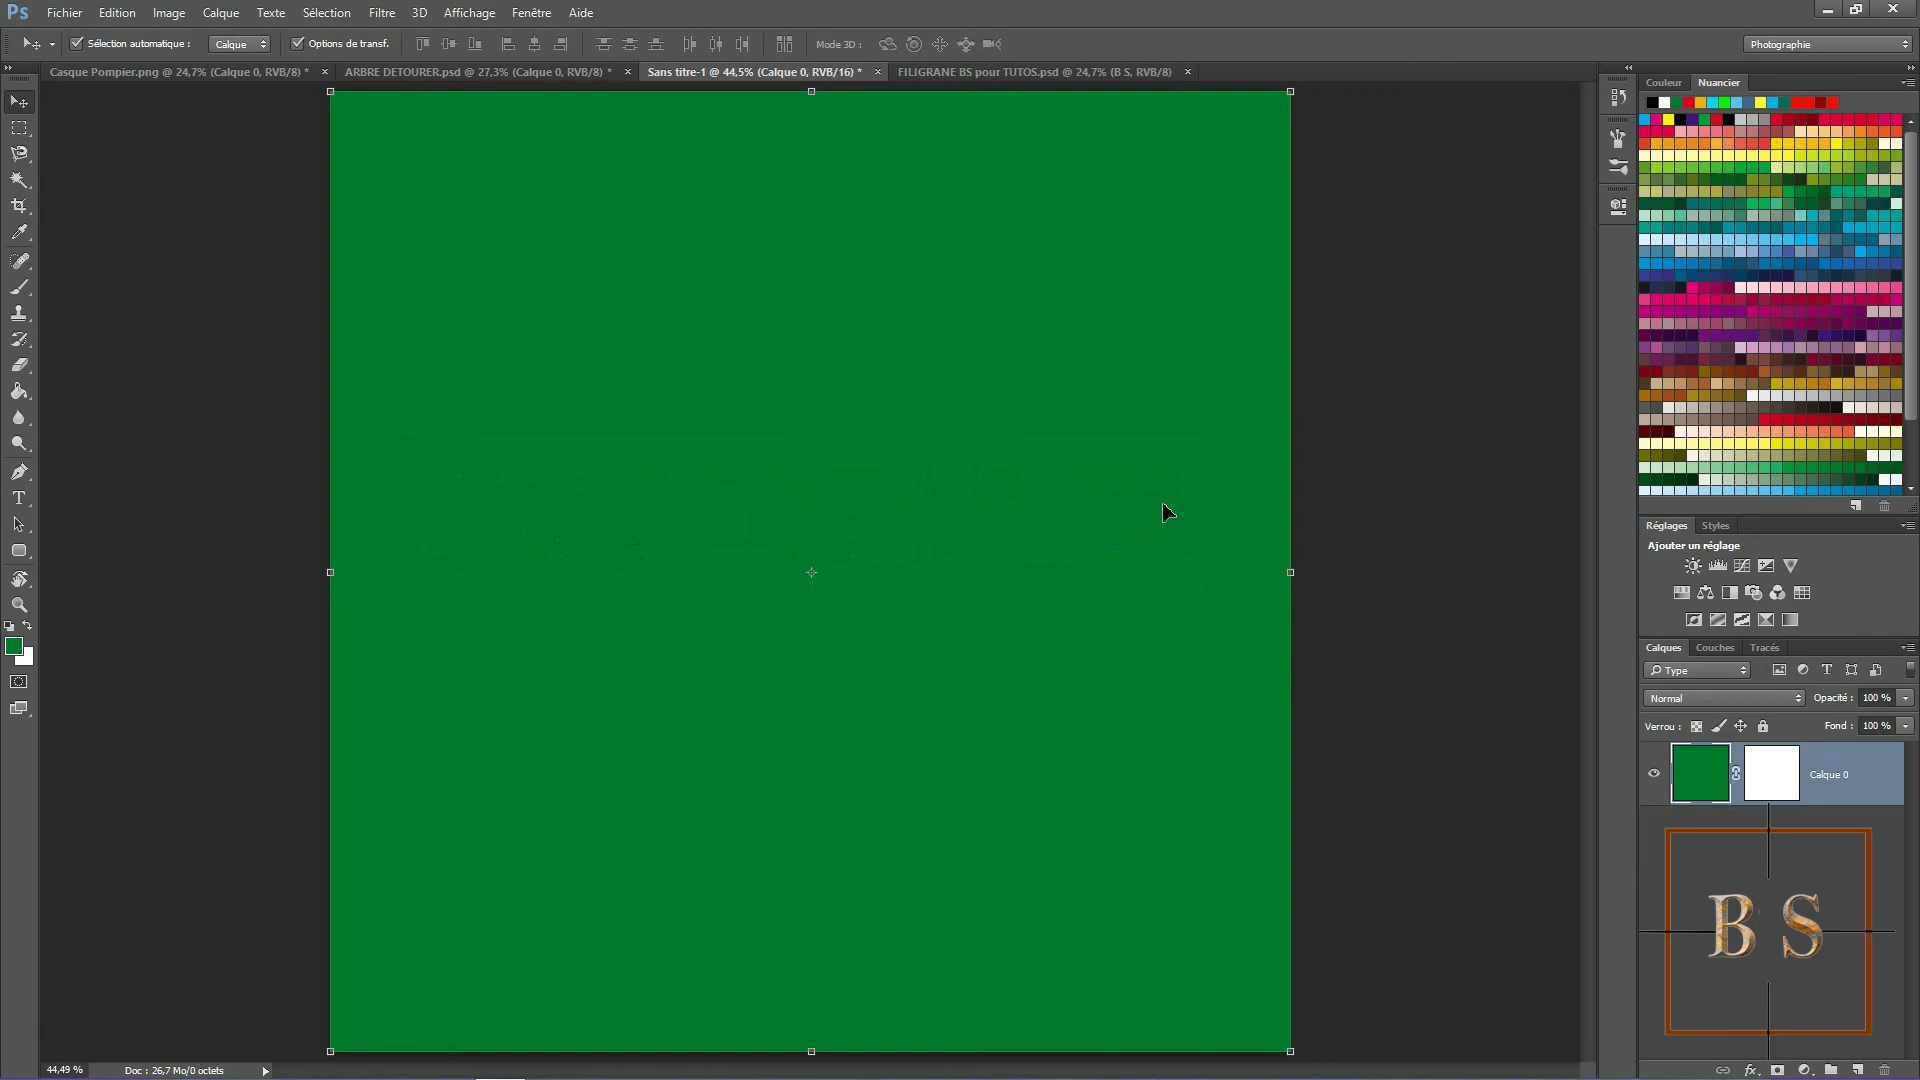 Ps Fichier Edition Image Calque Texte Sélection Filtre 3D Affichage Fenêtre Aide
Sélection automatique : Calque Options de transf. Mode 3D : Photographie
Casque Pompier.png @ 24,7% (Calque 0, RVB/8) * ARBRE DETOURER.psd @ 27,3% (Calque 0, RVB/8) * Sans titre-1 @ 44,5% (Calque 0, RVB/16) * FILIGRANE BS pour TUTOS.psd @ 24,7% (B S, RVB/8)
Couleur Nuancier
Réglages Styles
Ajouter un réglage
Calques Couches Tracés
Type
Normal Opacité : 100 %
Verrou : Fond : 100 %
Calque 0
B S
44,49 % Doc : 26,7 Mo/0 octets
fx